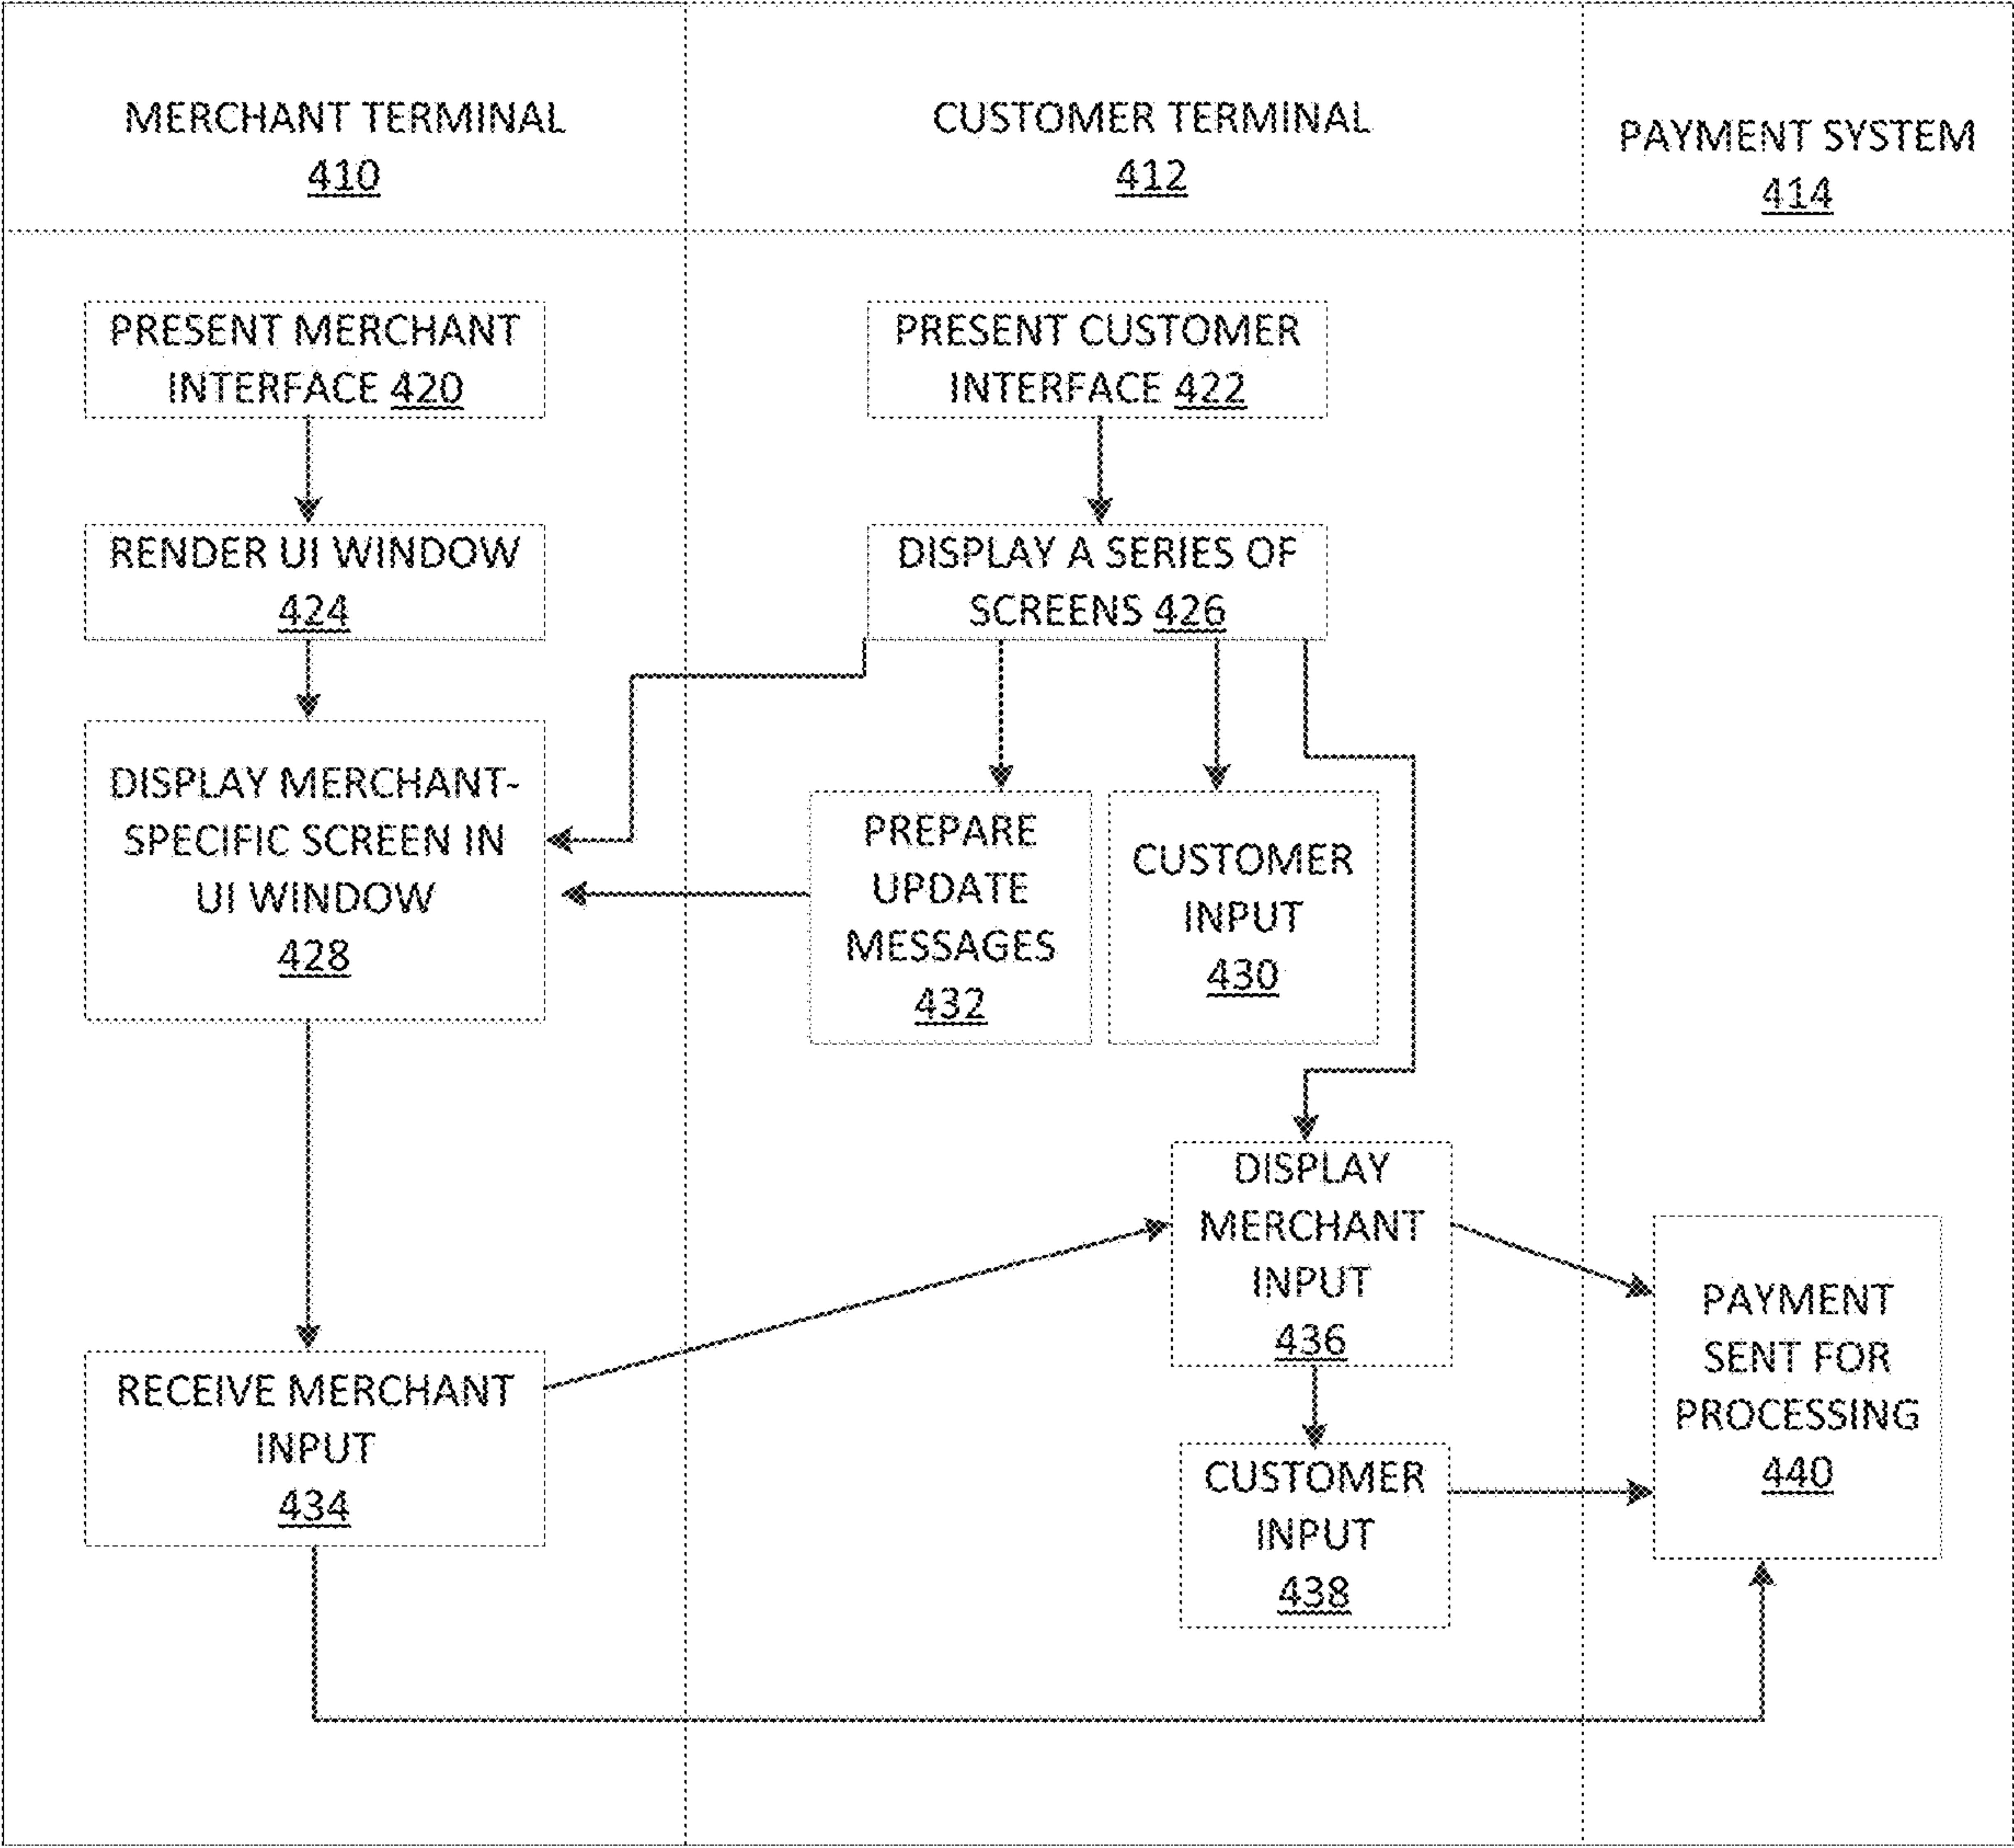 MERCHANT TERMINAL
410
CUSTOMER TERMINAL
412
PAYMENT SYSTEM
414
PRESENT MERCHANT
INTERFACE 420
PRESENT CUSTOMER
INTERFACE 422
RENDER UI WINDOW
424
DISPLAY A SERIES OF
SCREENS 426
DISPLAY MERCHANT-
SPECIFIC SCREEN IN
UI WINDOW
428
PREPARE
UPDATE
MESSAGES
432
CUSTOMER
INPUT
430
DISPLAY
MERCHANT
INPUT
436
RECEIVE MERCHANT
INPUT
434
CUSTOMER
INPUT
438
PAYMENT
SENT FOR
PROCESSING
440